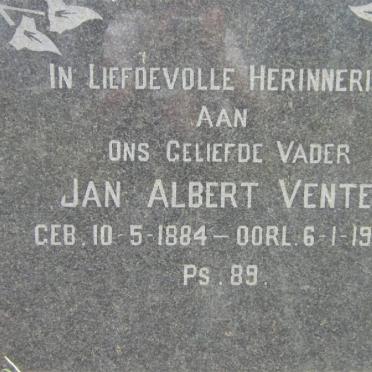 IN LIEFDEVOLLE HERINNERI
AAN
ONS GELIEFDE VADER
JAN ALBERT VENTE
GEB. 10-5-1884 — OORL. 6-1-19
PS. 89.